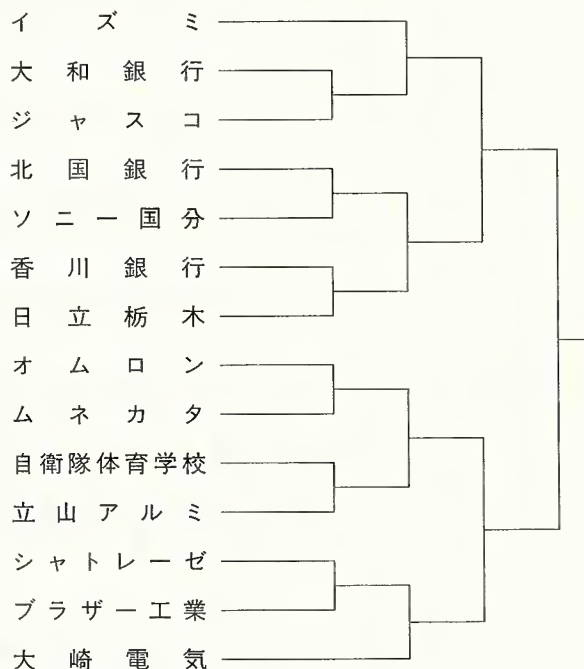 イズミ
大和銀行
ジャスコ
北国銀行
ソニー国分
香川銀行
日立栃木
オムロン
ムネカタ
自衛隊体育学校
立山アルミ
シャトレーゼ
ブラザー工業
大崎電気